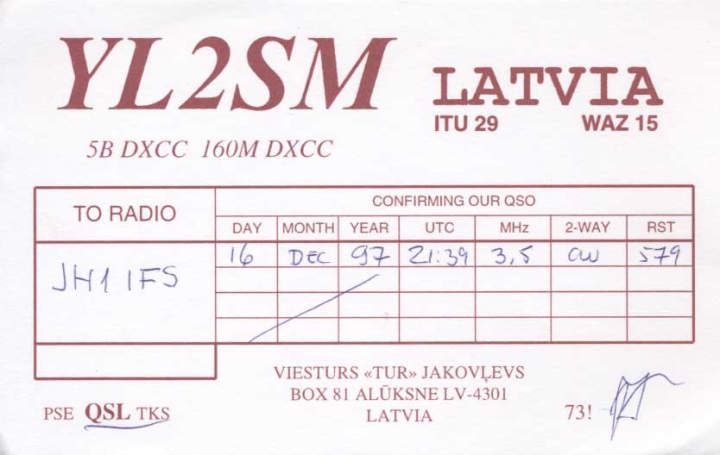 YL2SM
LATVIA
ITU 29 WAZ 15
5B DXCC 160M DXCC
TO RADIO
CONFIRMING OUR QSO
DAY MONTH YEAR UTC MHz 2-WAY RST
JH1 IFS
16 DEC 97 21:39 3,5 CW 579
VIESTURS «TUR» JAKOVĻEVS
BOX 81 ALŪKSNE LV-4301
LATVIA
PSE QSL TKS
73!